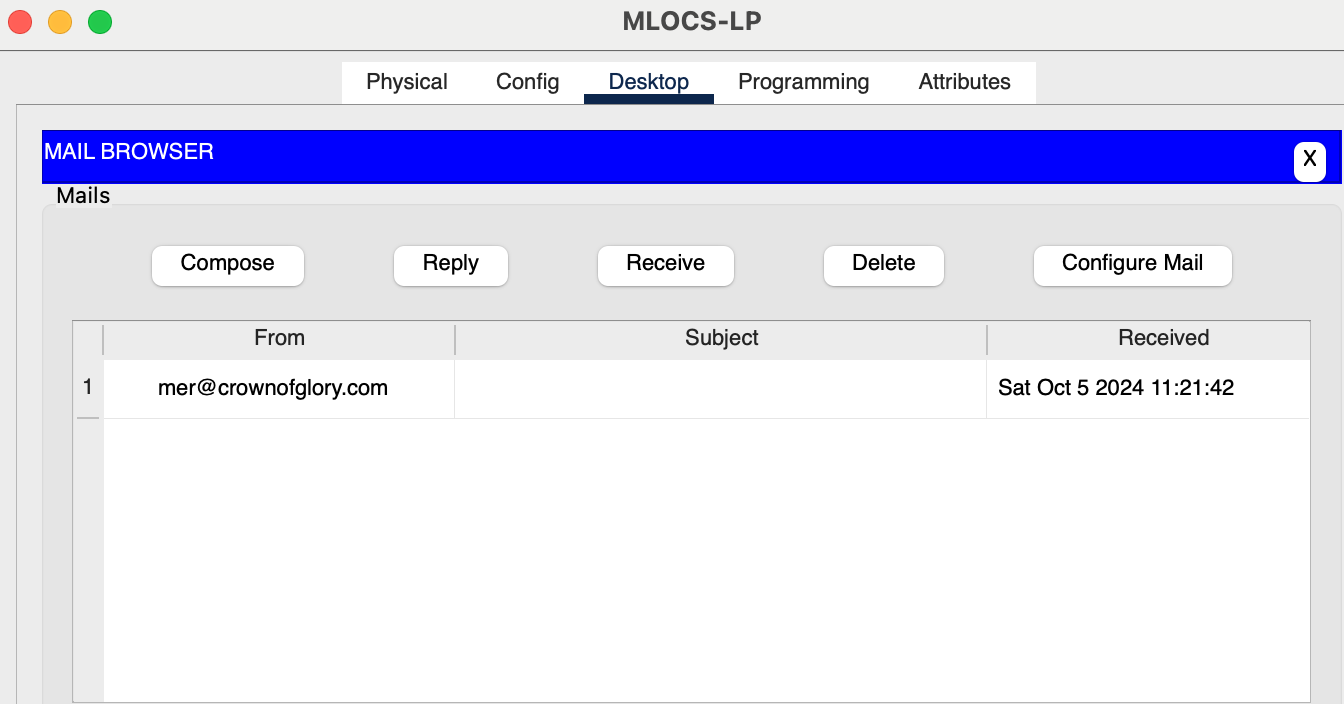 MLOCS-LP
Physical Config Desktop Programming Attributes
MAIL BROWSER X
Mails
Compose Reply Receive Delete Configure Mail
From Subject Received
1 mer@crownofglory.com Sat Oct 5 2024 11:21:42